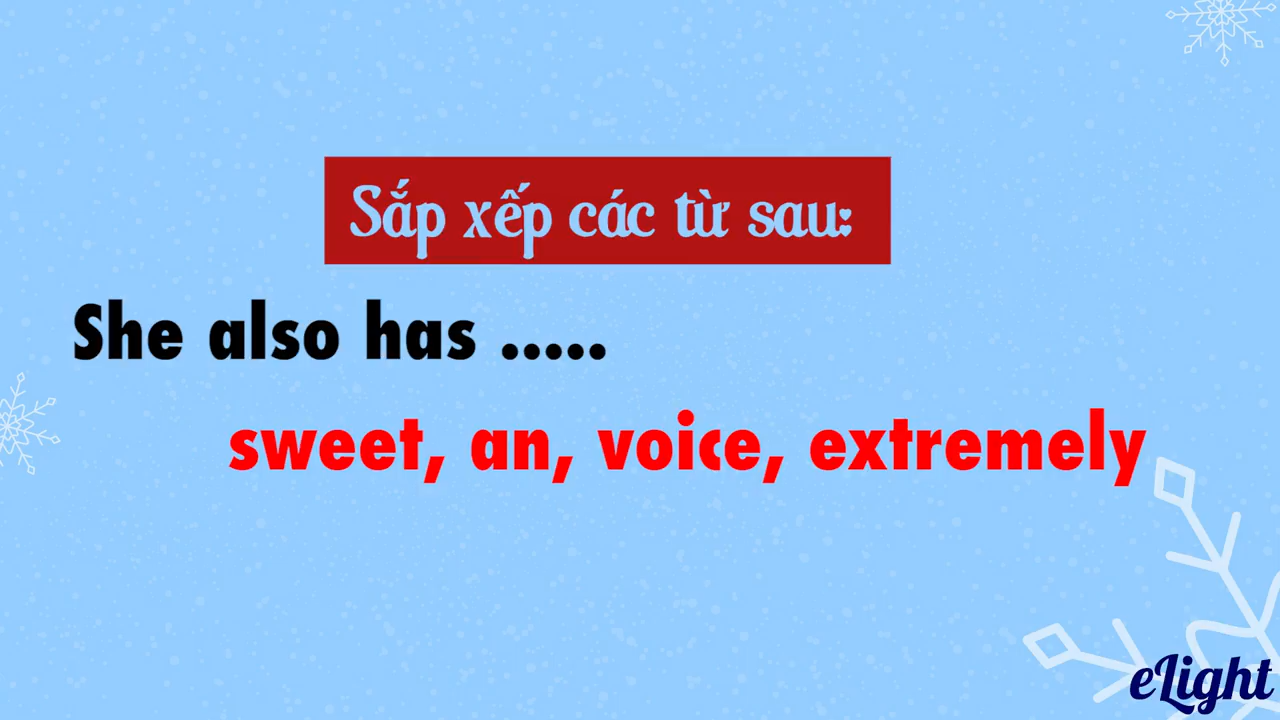 Sắp xếp các từ sau:
She also has .....
sweet, an, voice, extremely
eLight